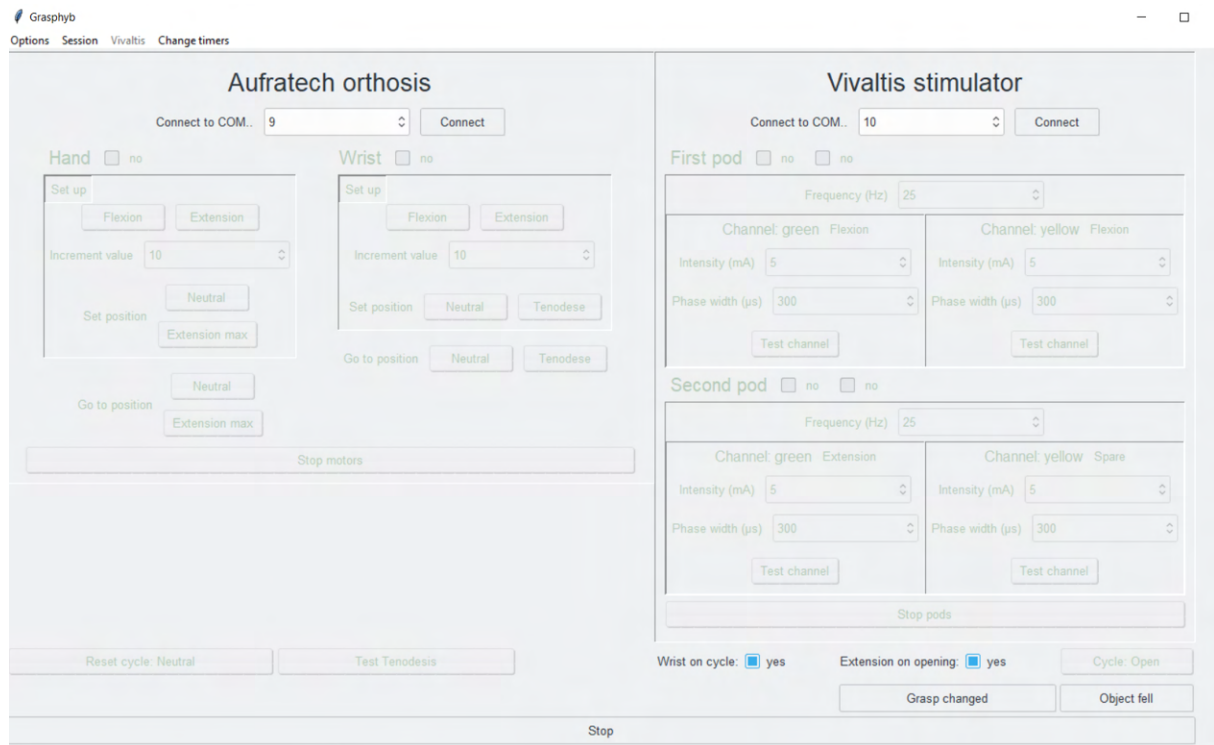 Grasphyb
Options Session Vivaltis Change timers
Aufratech orthosis
Connect to COM.. 9 Connect
Hand no
Set up
Flexion Extension
Increment value 10
Set position
Neutral
Extension max
Go to position
Neutral
Extension max
Wrist no
Set up
Flexion Extension
Increment value 10
Set position Neutral Tenodese
Go to position Neutral Tenodese
Stop motors
Vivaltis stimulator
Connect to COM.. 10 Connect
First pod no no
Frequency (Hz) 25
Channel: green Flexion
Intensity (mA) 5
Phase width (µs) 300
Test channel
Channel: yellow Flexion
Intensity (mA) 5
Phase width (µs) 300
Test channel
Second pod no no
Frequency (Hz) 25
Channel: green Extension
Intensity (mA) 5
Phase width (µs) 300
Test channel
Channel: yellow Spare
Intensity (mA) 5
Phase width (µs) 300
Test channel
Stop pods
Reset cycle: Neutral Test Tenodesis
Wrist on cycle: yes Extension on opening: yes Cycle: Open
Grasp changed Object fell
Stop